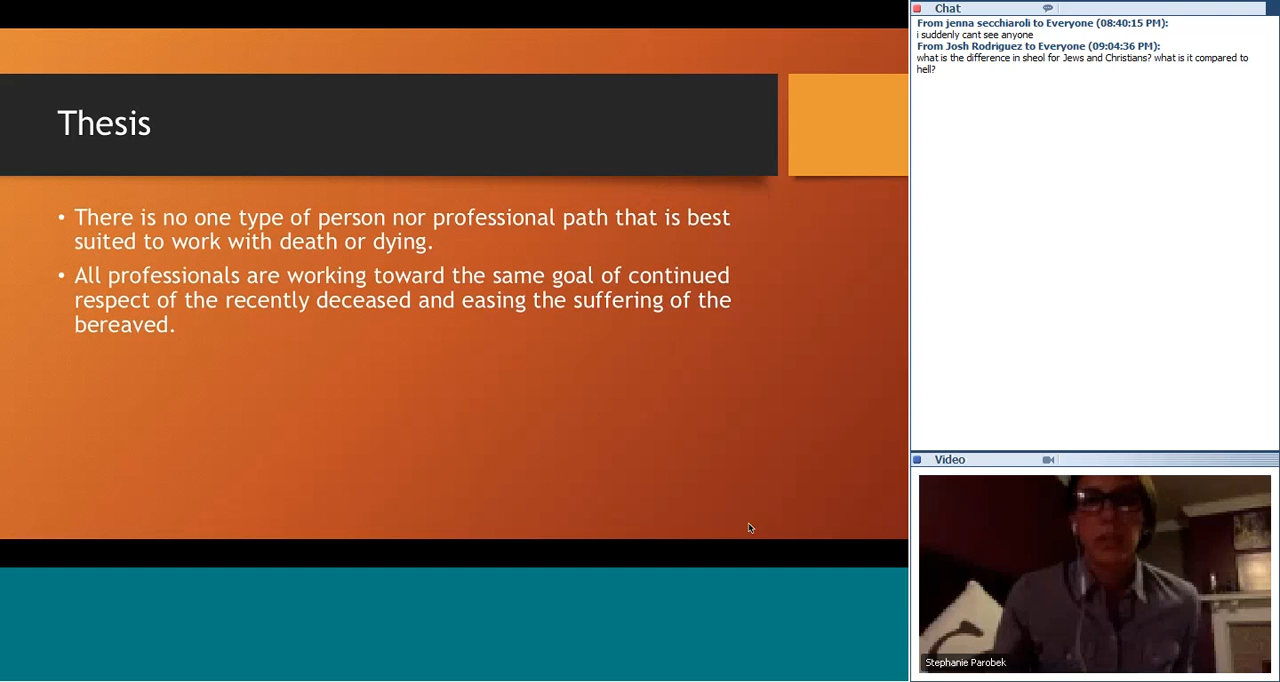 Thesis
• There is no one type of person nor professional path that is best
suited to work with death or dying.
• All professionals are working toward the same goal of continued
respect of the recently deceased and easing the suffering of the
bereaved.
Chat
From jenna secchiaroli to Everyone (08:40:15 PM):
i suddenly cant see anyone
From Josh Rodriguez to Everyone (09:04:36 PM):
what is the difference in sheol for Jews and Christians? what is it compared to
hell?
Video
Stephanie Parobek